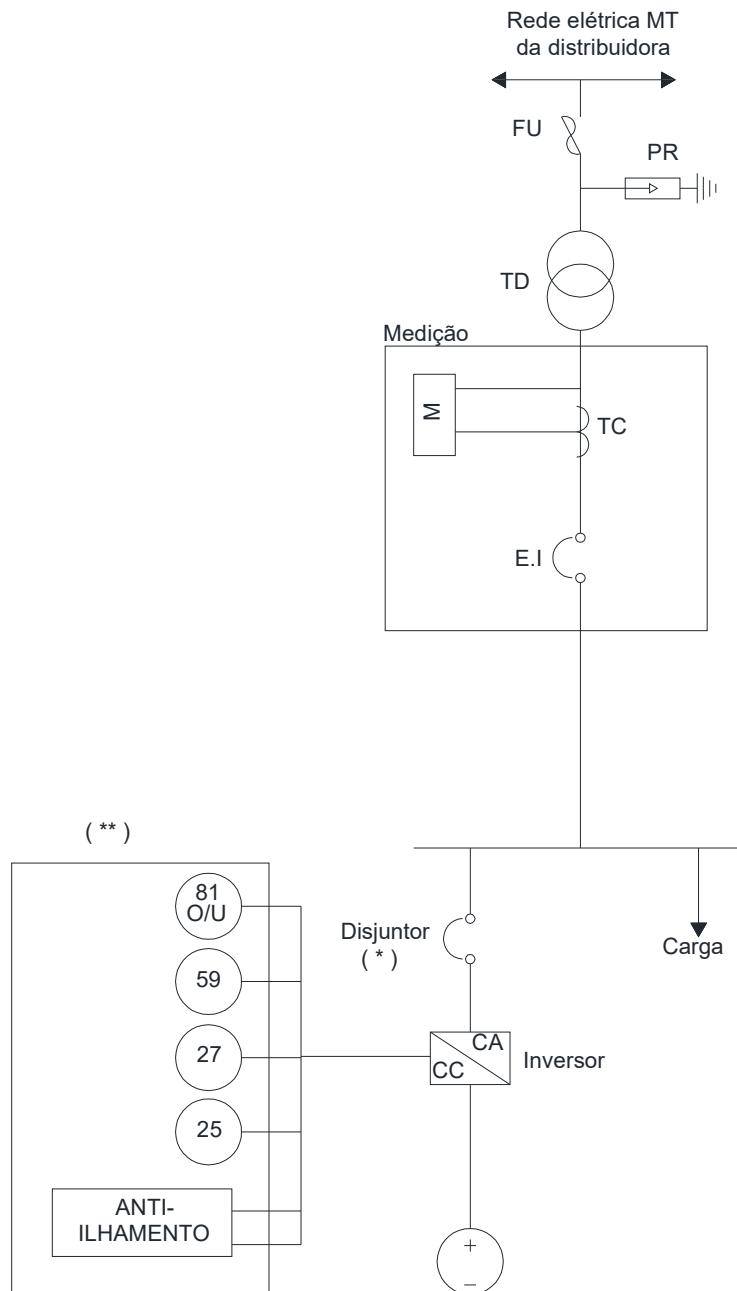 Rede elétrica MT
da distribuidora
FU
PR
TD
Medição
M
TC
E.I
( ** )
81
O/U
59
27
25
ANTI-
ILHAMENTO
Disjuntor
( * )
Carga
CA
CC
Inversor
+
–